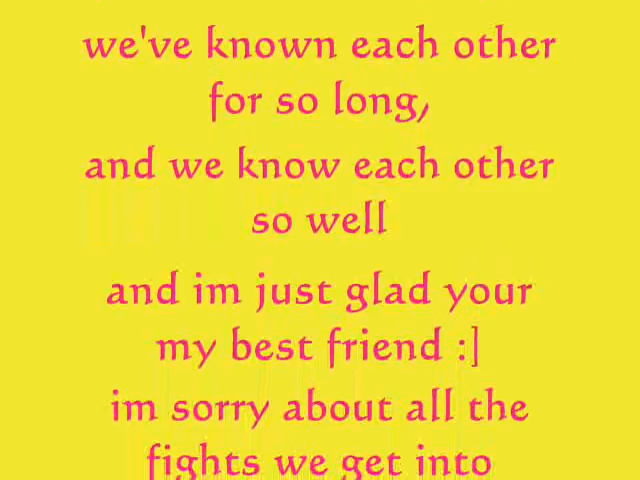 we've known each other
for so long,
and we know each other
so well
and im just glad your
my best friend :]
im sorry about all the
fights we get into